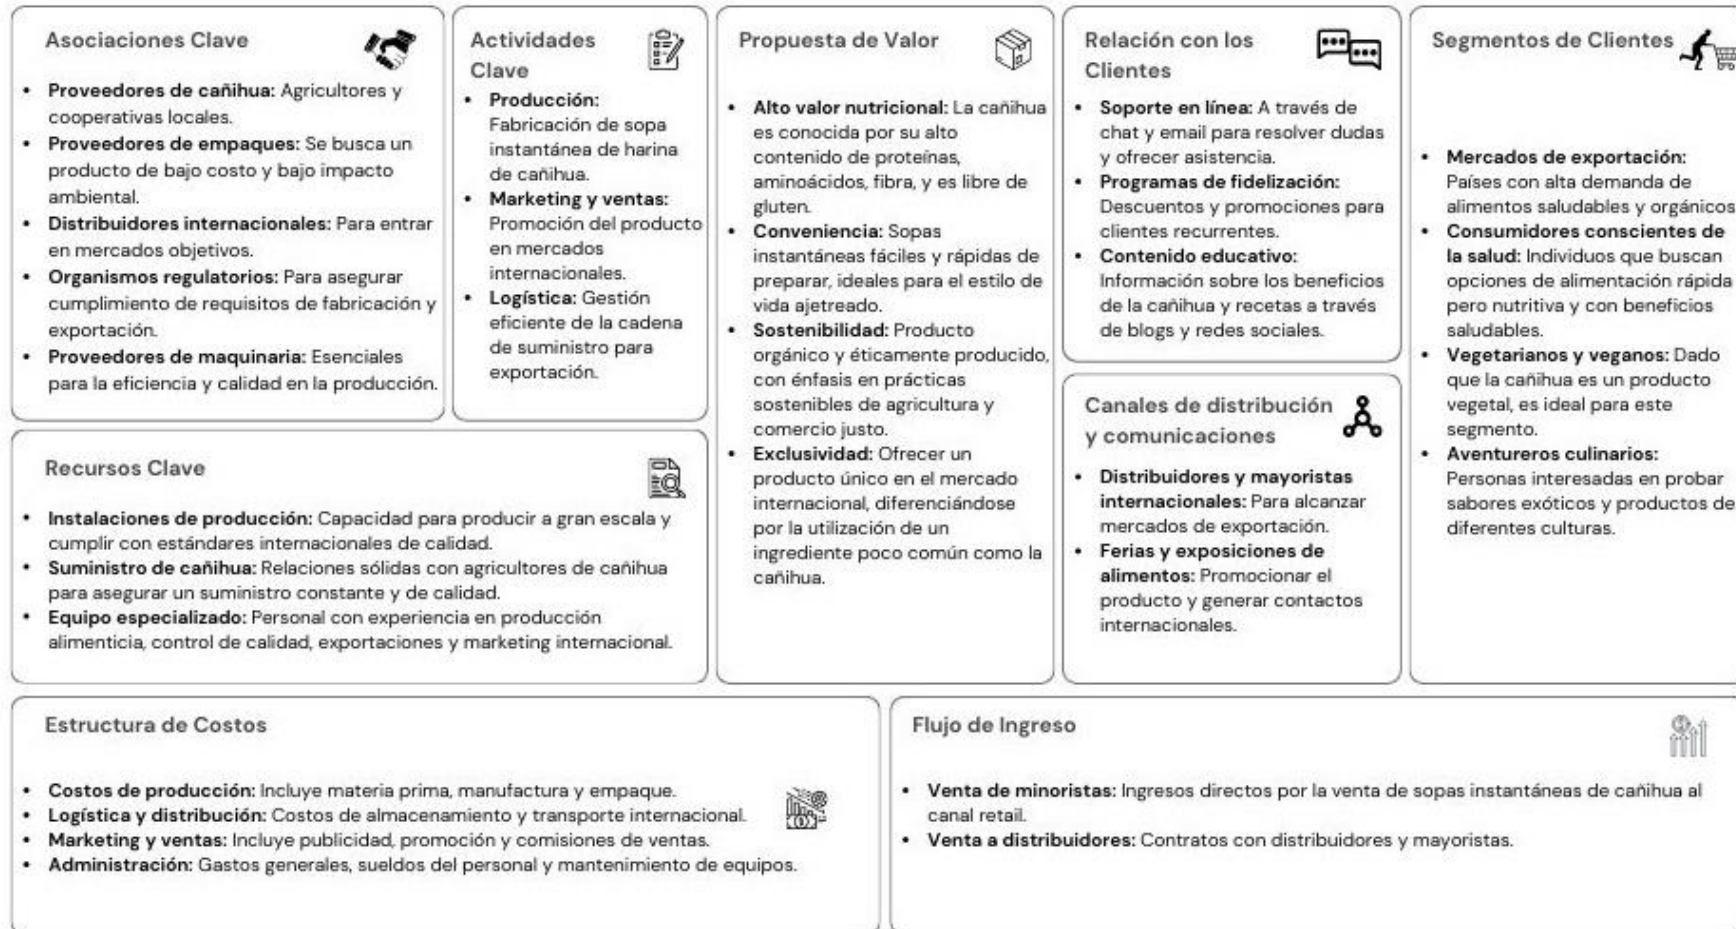 Asociaciones Clave
• Proveedores de cañihua: Agricultores y
cooperativas locales.
• Proveedores de empaques: Se busca un
producto de bajo costo y bajo impacto
ambiental.
• Distribuidores internacionales: Para entrar
en mercados objetivos.
• Organismos regulatorios: Para asegurar
cumplimiento de requisitos de fabricación y
exportación.
• Proveedores de maquinaria: Esenciales
para la eficiencia y calidad en la producción.
Actividades
Clave
• Producción:
Fabricación de sopa
instantánea de harina
de cañihua.
• Marketing y ventas:
Promoción del producto
en mercados
internacionales.
• Logística: Gestión
eficiente de la cadena
de suministro para
exportación.
Recursos Clave
• Instalaciones de producción: Capacidad para producir a gran escala y
cumplir con estándares internacionales de calidad.
• Suministro de cañihua: Relaciones sólidas con agricultores de cañihua
para asegurar un suministro constante y de calidad.
• Equipo especializado: Personal con experiencia en producción
alimenticia, control de calidad, exportaciones y marketing internacional.
Propuesta de Valor
• Alto valor nutricional: La cañihua
es conocida por su alto
contenido de proteínas,
aminoácidos, fibra, y es libre de
gluten.
• Conveniencia: Sopas
instantáneas fáciles y rápidas de
preparar, ideales para el estilo de
vida ajetreado.
• Sostenibilidad: Producto
orgánico y éticamente producido,
con énfasis en prácticas
sostenibles de agricultura y
comercio justo.
• Exclusividad: Ofrecer un
producto único en el mercado
internacional, diferenciándose
por la utilización de un
ingrediente poco común como la
cañihua.
Relación con los
Clientes
• Soporte en línea: A través de
chat y email para resolver dudas
y ofrecer asistencia.
• Programas de fidelización:
Descuentos y promociones para
clientes recurrentes.
• Contenido educativo:
Información sobre los beneficios
de la cañihua y recetas a través
de blogs y redes sociales.
Canales de distribución
y comunicaciones
• Distribuidores y mayoristas
internacionales: Para alcanzar
mercados de exportación.
• Ferias y exposiciones de
alimentos: Promocionar el
producto y generar contactos
internacionales.
Segmentos de Clientes
• Mercados de exportación:
Países con alta demanda de
alimentos saludables y orgánicos
• Consumidores conscientes de
la salud: Individuos que buscan
opciones de alimentación rápida
pero nutritiva y con beneficios
saludables.
• Vegetarianos y veganos: Dado
que la cañihua es un producto
vegetal, es ideal para este
segmento.
• Aventureros culinarios:
Personas interesadas en probar
sabores exóticos y productos de
diferentes culturas.
Estructura de Costos
• Costos de producción: Incluye materia prima, manufactura y empaque.
• Logística y distribución: Costos de almacenamiento y transporte internacional.
• Marketing y ventas: Incluye publicidad, promoción y comisiones de ventas.
• Administración: Gastos generales, sueldos del personal y mantenimiento de equipos.
Flujo de Ingreso
• Venta de minoristas: Ingresos directos por la venta de sopas instantáneas de cañihua al
canal retail.
• Venta a distribuidores: Contratos con distribuidores y mayoristas.